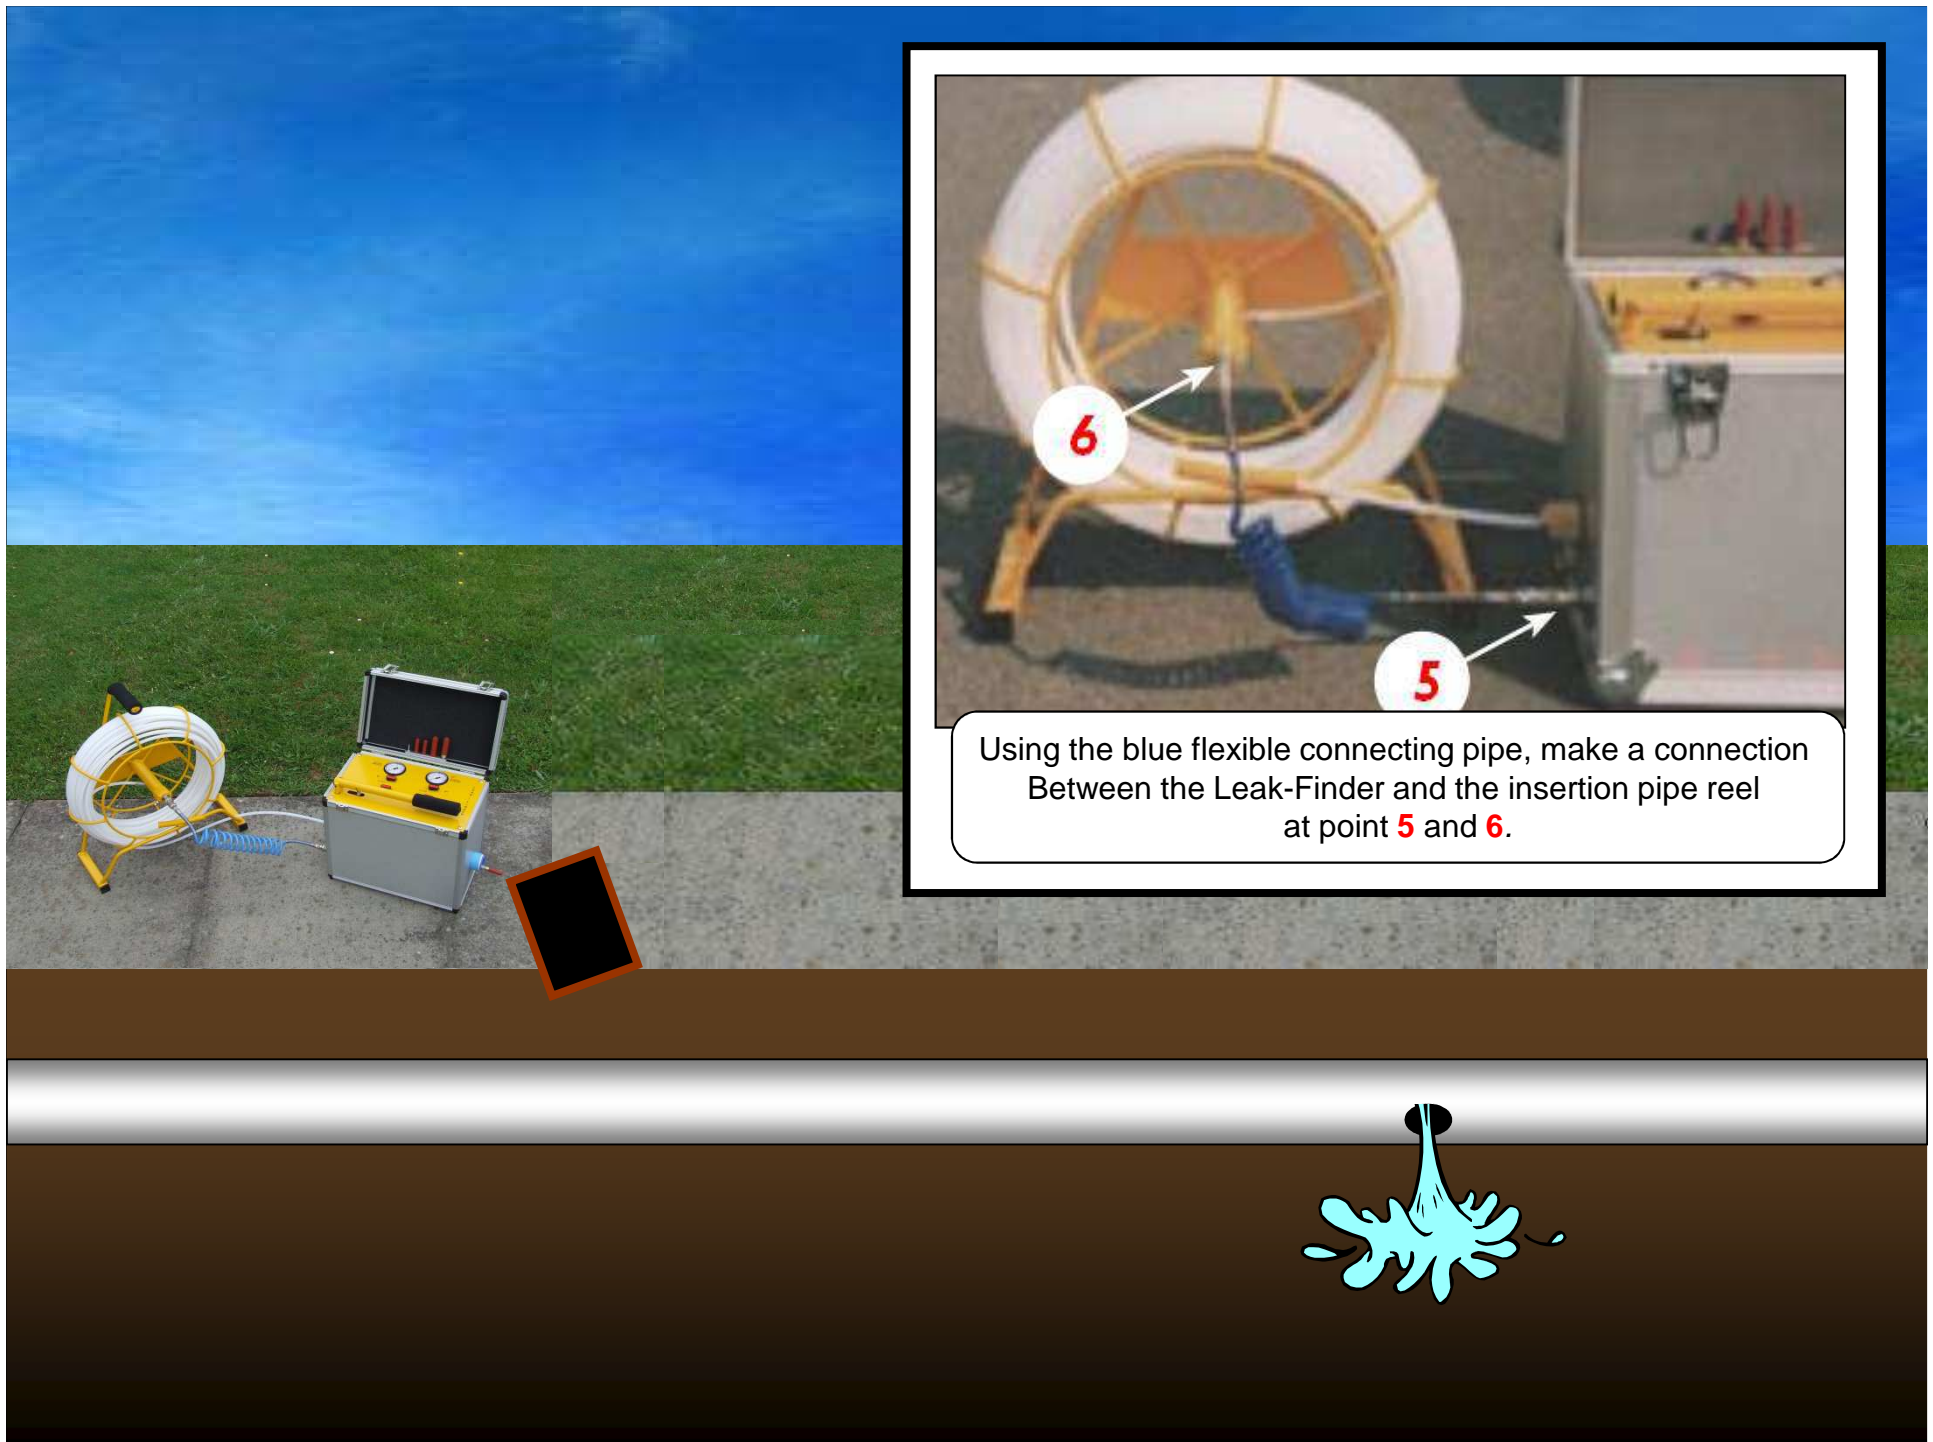 6
5
Using the blue flexible connecting pipe, make a connection
Between the Leak-Finder and the insertion pipe reel
at point 5 and 6.